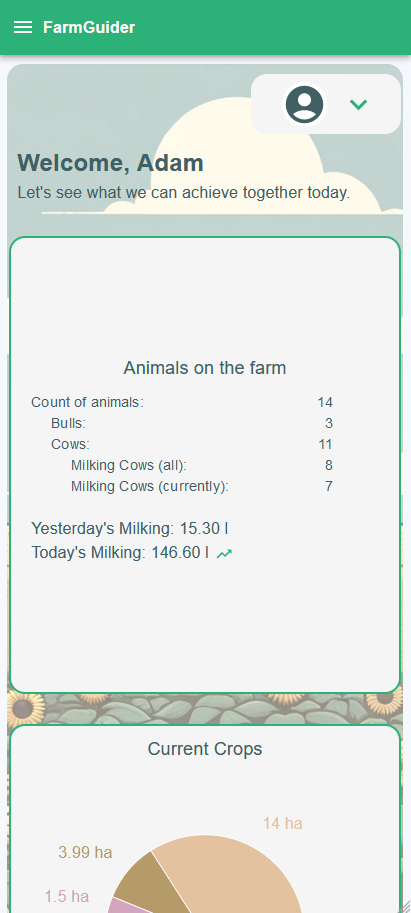 FarmGuider
Welcome, Adam
Let's see what we can achieve together today.
Animals on the farm
Count of animals: 14
Bulls: 3
Cows: 11
Milking Cows (all): 8
Milking Cows (currently): 7
Yesterday's Milking: 15.30 l
Today's Milking: 146.60 l
Current Crops
14 ha
3.99 ha
1.5 ha